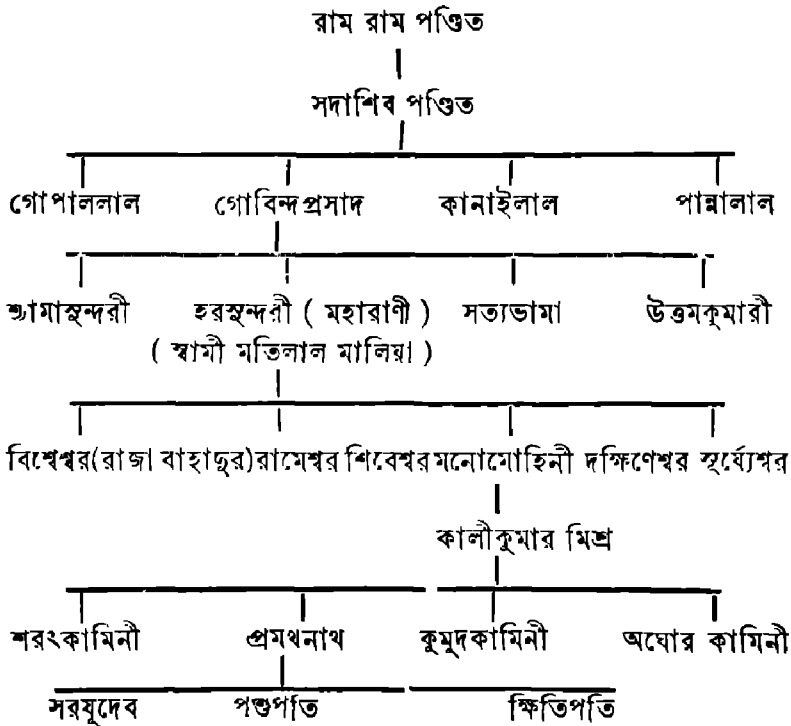 রাম রাম পণ্ডিত
সদাশিব পণ্ডিত
গোপাললাল গোবিন্দপ্রসাদ কানাইলাল পান্নালাল
শ্যামাসুন্দরী হরসুন্দরী ( মহারাণী ) সত্যভামা উত্তমকুমারী
( স্বামী মতিলাল মালিয়া )
বিশ্বেশ্বর(রাজা বাহাদুর)রামেশ্বর শিবেশ্বর মনোমোহিনী দক্ষিণেশ্বর সূর্য্যেশ্বর
কালীকুমার মিশ্র
শরৎকামিনী প্রমথনাথ কুমুদকামিনী অঘোর কামিনী
সরযূদেব পশুপতি ক্ষিতিপতি